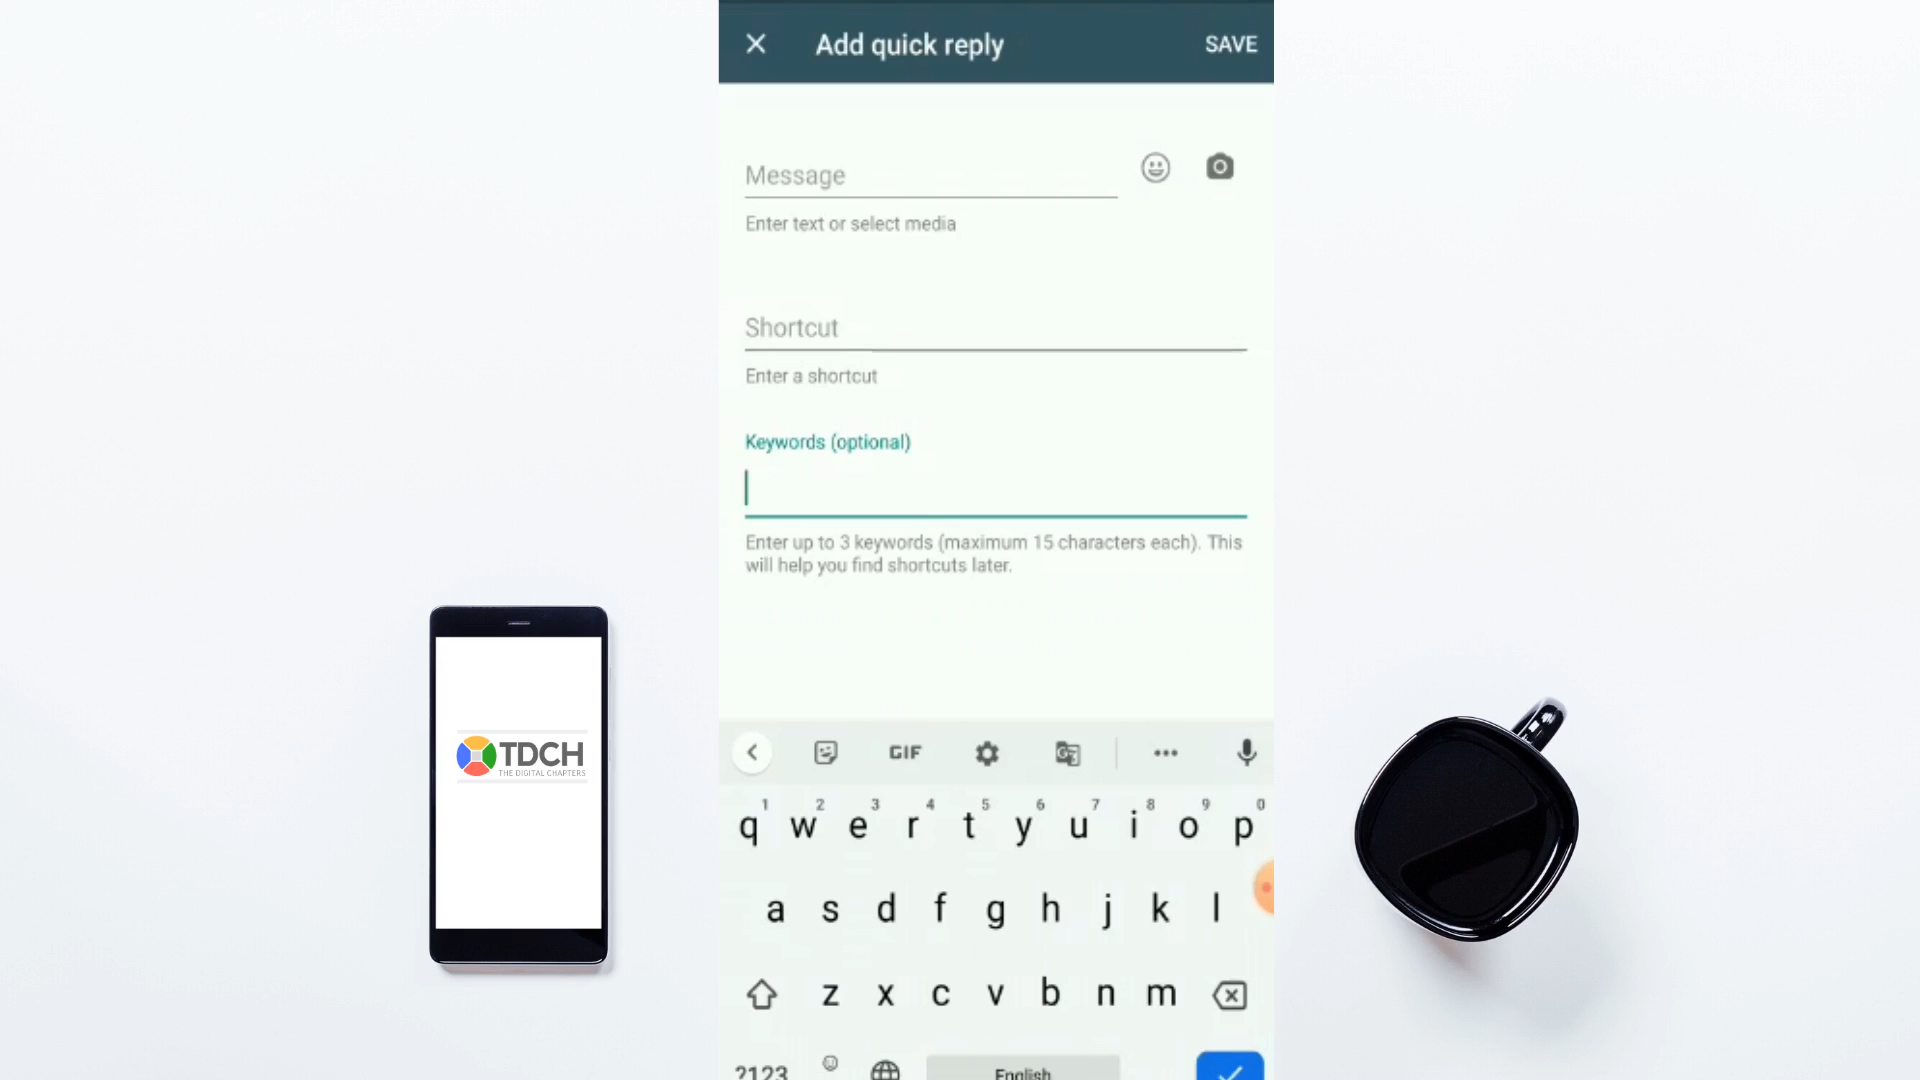 Add quick reply
SAVE
Message
Enter text or select media
Shortcut
Enter a shortcut
Keywords (optional)
Enter up to 3 keywords (maximum 15 characters each). This
will help you find shortcuts later.
TDCH
THE DIGITAL CHAPTERS
GIF
1 2 3 4 5 6 7 8 9 0
q w e r t y u i o p
a s d f g h j k l
z x c v b n m
?123
English